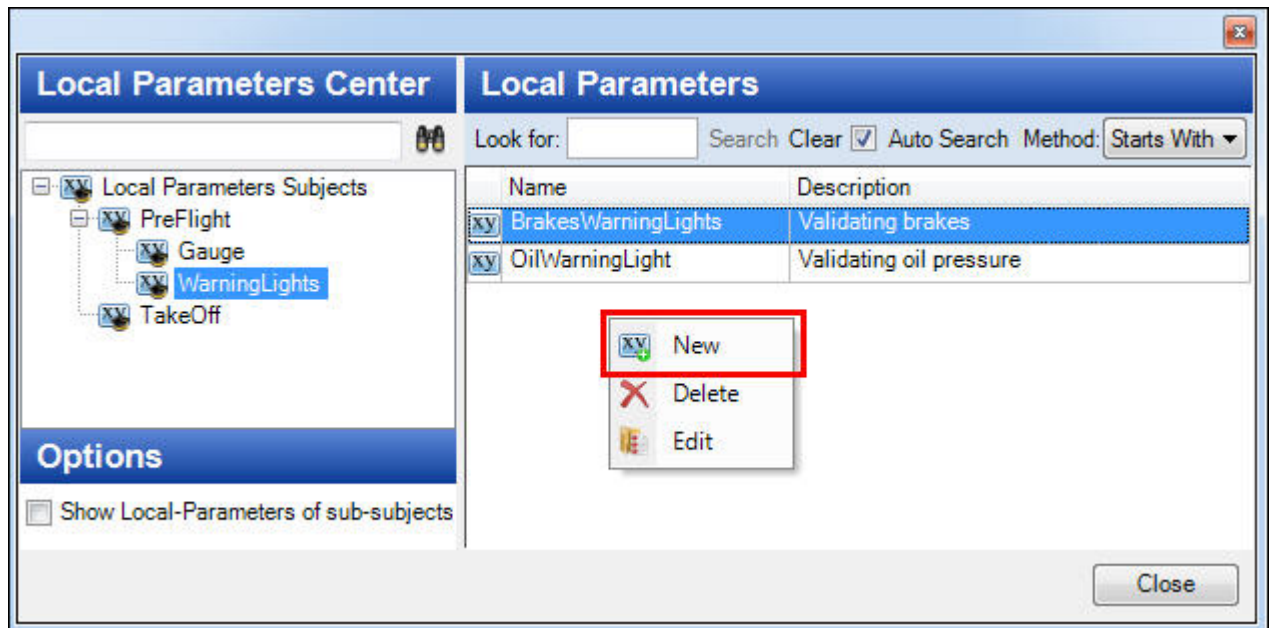 Local Parameters Center
Local Parameters
Look for:
Search Clear Auto Search Method: Starts With
Local Parameters Subjects
PreFlight
Gauge
WarningLights
TakeOff
Name Description
BrakesWarningLights Validating brakes
OilWarningLight Validating oil pressure
New
Delete
Edit
Options
Show Local-Parameters of sub-subjects
Close